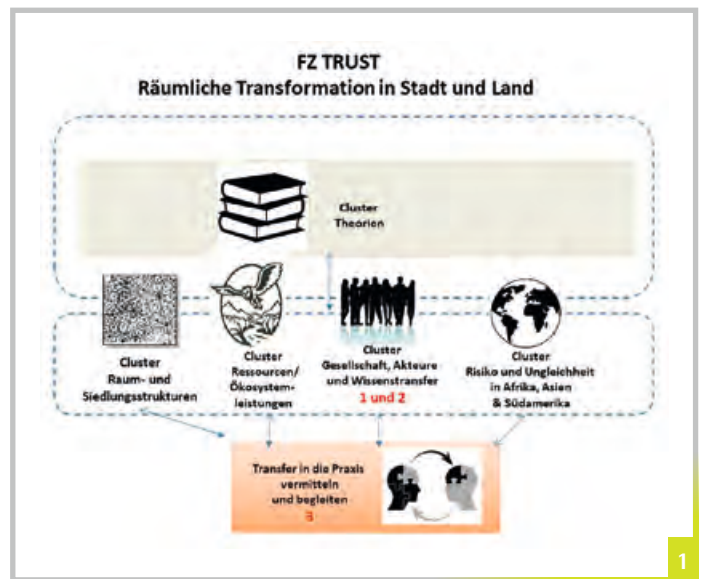 FZ TRUST
Räumliche Transformation in Stadt und Land
Cluster
Theorien
Cluster
Raum- und
Siedlungsstrukturen
Cluster
Ressourcen/
Ökosystem-
leistungen
Cluster
Gesellschaft, Akteure
und Wissenstransfer
1 und 2
Cluster
Risiko und Ungleichheit
in Afrika, Asien
& Südamerika
Transfer in die Praxis
vermitteln
und begleiten
3
1